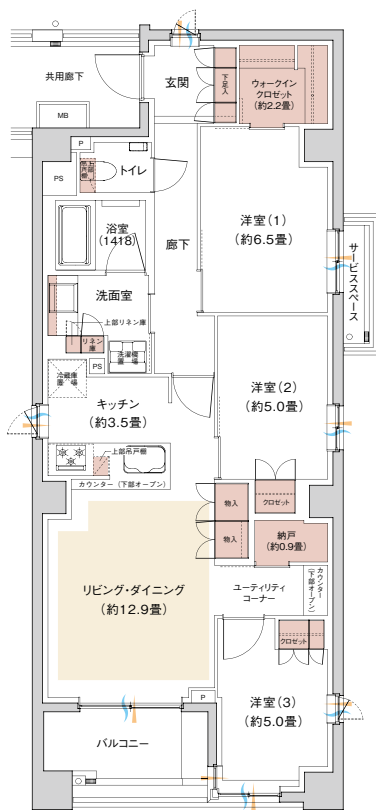 共用廊下
MB
玄関
下足入
ウォークイン
クロゼット
(約2.2畳)
P
PS
上部
吊戸棚
トイレ
浴室
(1418)
廊下
洋室(1)
(約6.5畳)
サービススペース
洗面室
上部リネン庫
リネン
庫
洗濯機
置場
PS
冷蔵庫
置場
キッチン
(約3.5畳)
洋室(2)
(約5.0畳)
上部吊戸棚
カウンター(下部オープン)
物入
クロゼット
物入
納戸
(約0.9畳)
リビング・ダイニング
(約12.9畳)
ユーティリティ
コーナー
カウンター
(下部オープン)
クロゼット
P
洋室(3)
(約5.0畳)
バルコニー